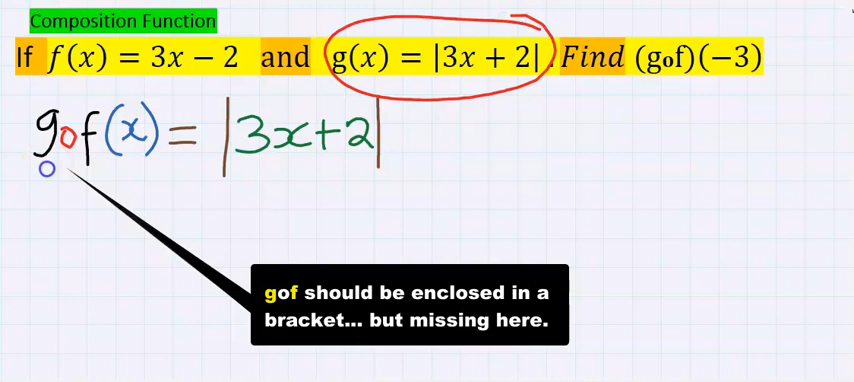 Composition Function
If f(x) = 3x − 2 and g(x) = |3x + 2|. Find (gof)(−3)
gof(x) = |3x+2|
gof should be enclosed in a
bracket... but missing here.